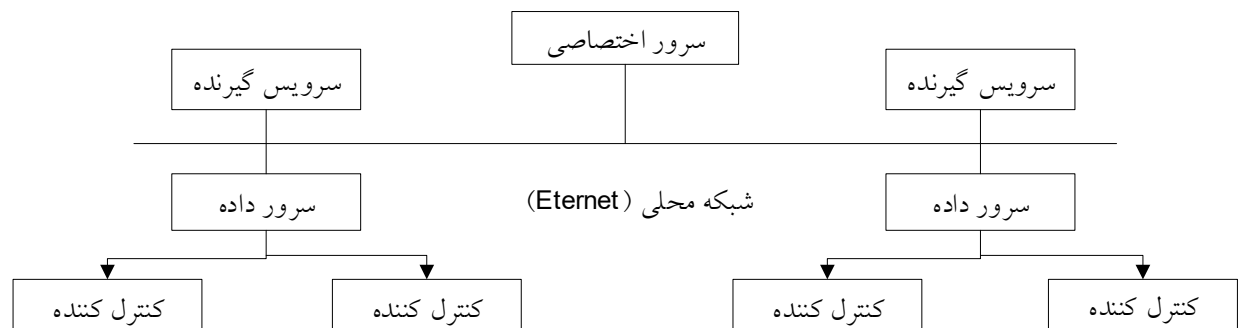 سرور اختصاصی
سرویس گیرنده
سرویس گیرنده
شبکه محلی (Eternet)
سرور داده
سرور داده
کنترل کننده
کنترل کننده
کنترل کننده
کنترل کننده